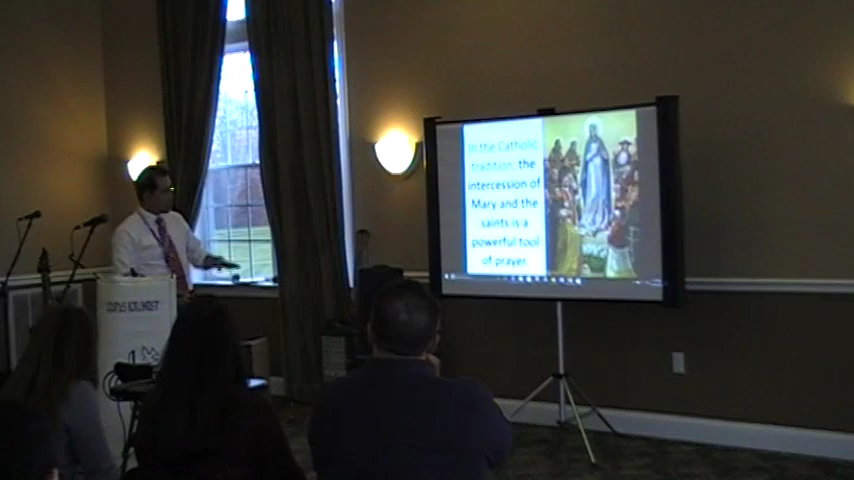 In the Catholic
tradition, the
intercession of
Mary and the
saints is a
powerful tool
of prayer.